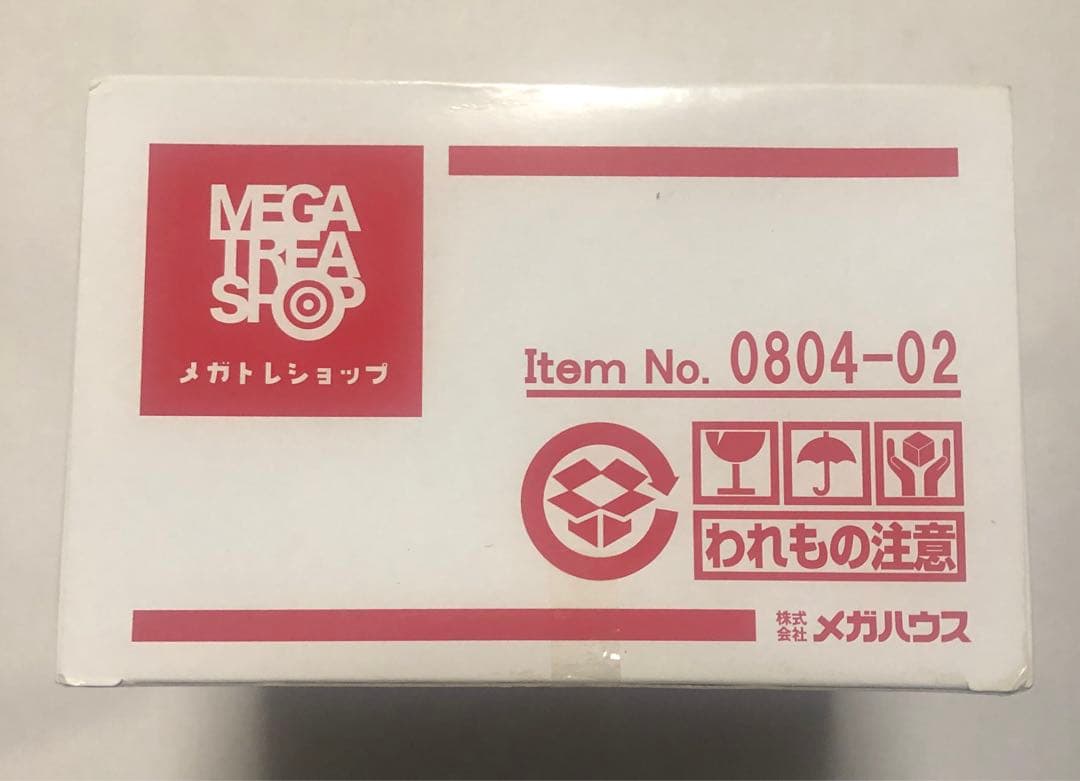 MEGA
TREA
SHOP
メガトレショップ
Item No. 0804-02
われもの注意
株式会社 メガハウス